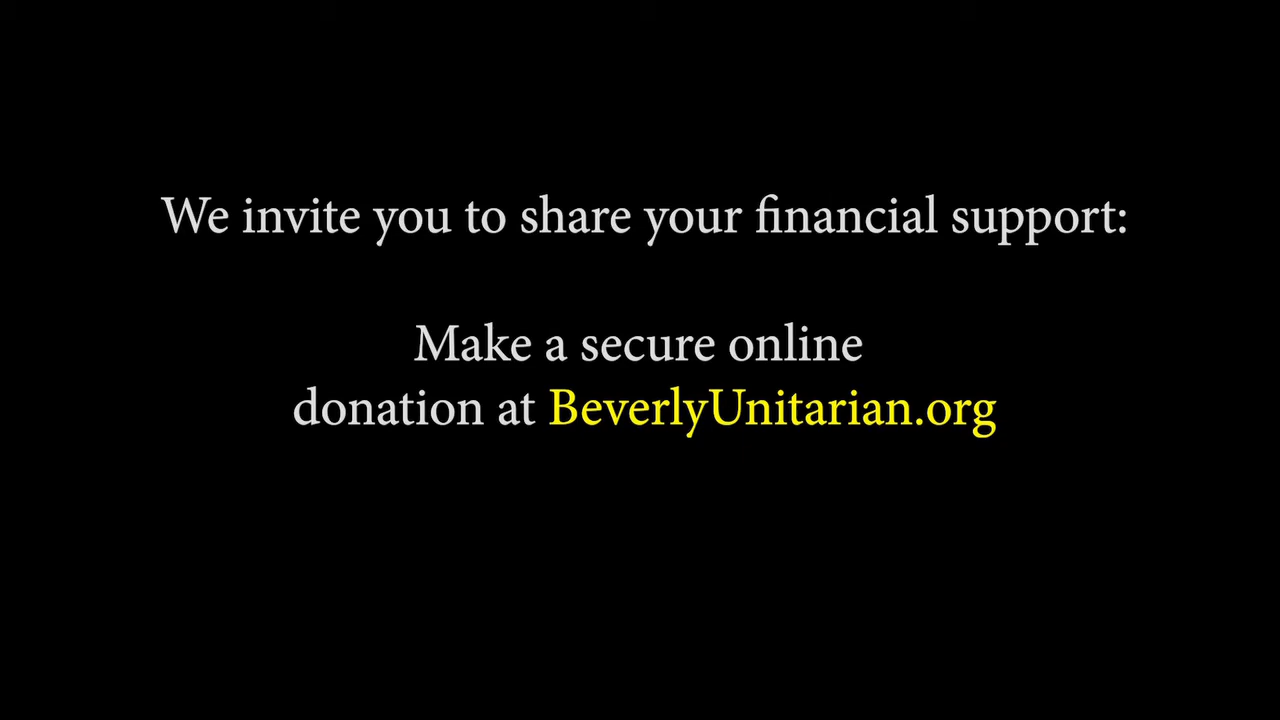 We invite you to share your financial support:
Make a secure online
donation at BeverlyUnitarian.org